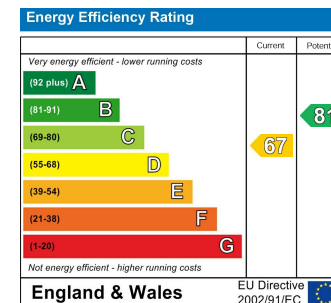 Energy Efficiency Rating
Current Potent
Very energy efficient - lower running costs
(92 plus) A
(81-91) B
81
(69-80) C
67
(55-68) D
(39-54) E
(21-38) F
(1-20) G
Not energy efficient - higher running costs
England & Wales
EU Directive
2002/91/EC